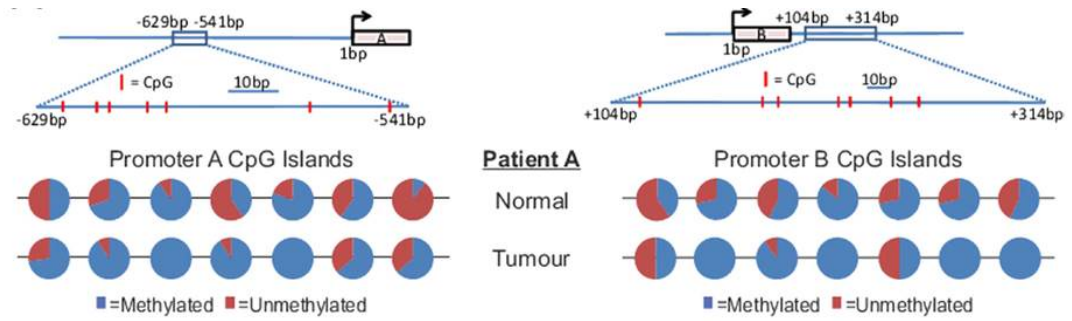 -629bp -541bp
A
1bp
= CpG
10bp
-629bp
-541bp
+104bp +314bp
B
1bp
= CpG
10bp
+104bp
+314bp
Promoter A CpG Islands
Patient A
Promoter B CpG Islands
Normal
Tumour
=Methylated =Unmethylated
=Methylated =Unmethylated